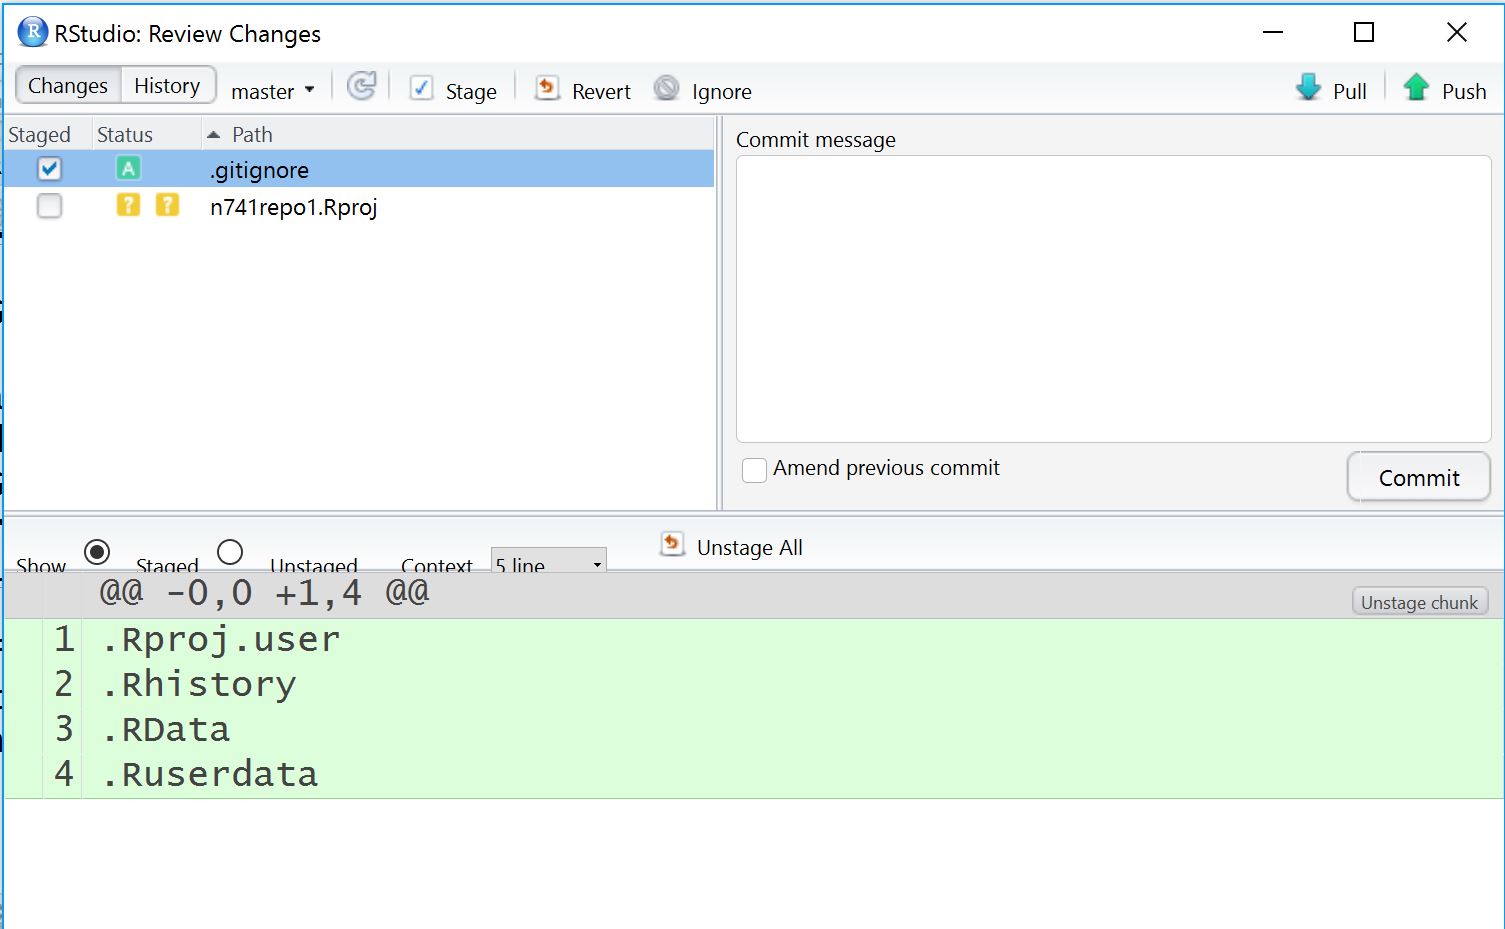 R RStudio: Review Changes
Changes History master Stage Revert Ignore Pull Push
Staged Status Path
A .gitignore
? ? n741repo1.Rproj
Commit message
Amend previous commit
Commit
Show Staged Unstaged Context 5 line Unstage All
@@ -0,0 +1,4 @@
Unstage chunk
1 .Rproj.user
2 .Rhistory
3 .RData
4 .Ruserdata